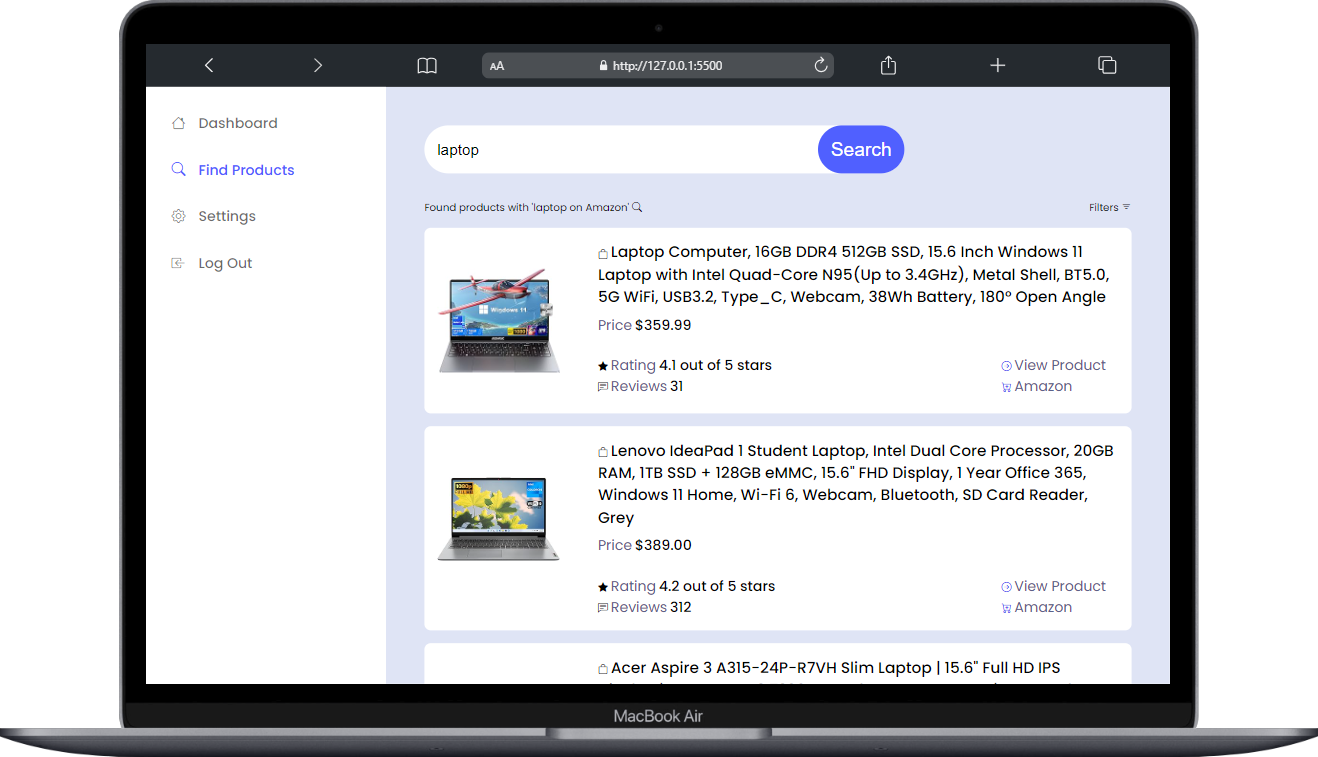 AA
http://127.0.0.1:5500
Dashboard
Find Products
Settings
Log Out
laptop
Search
Found products with 'laptop on Amazon'
Filters
Laptop Computer, 16GB DDR4 512GB SSD, 15.6 Inch Windows 11
Laptop with Intel Quad-Core N95(Up to 3.4GHz), Metal Shell, BT5.0,
5G WiFi, USB3.2, Type_C, Webcam, 38Wh Battery, 180° Open Angle
Price $359.99
Rating 4.1 out of 5 stars
Reviews 31
View Product
Amazon
Windows 11
Lenovo IdeaPad 1 Student Laptop, Intel Dual Core Processor, 20GB
RAM, 1TB SSD + 128GB eMMC, 15.6" FHD Display, 1 Year Office 365,
Windows 11 Home, Wi-Fi 6, Webcam, Bluetooth, SD Card Reader,
Grey
Price $389.00
Rating 4.2 out of 5 stars
Reviews 312
View Product
Amazon
1080p
Acer Aspire 3 A315-24P-R7VH Slim Laptop | 15.6" Full HD IPS
MacBook Air